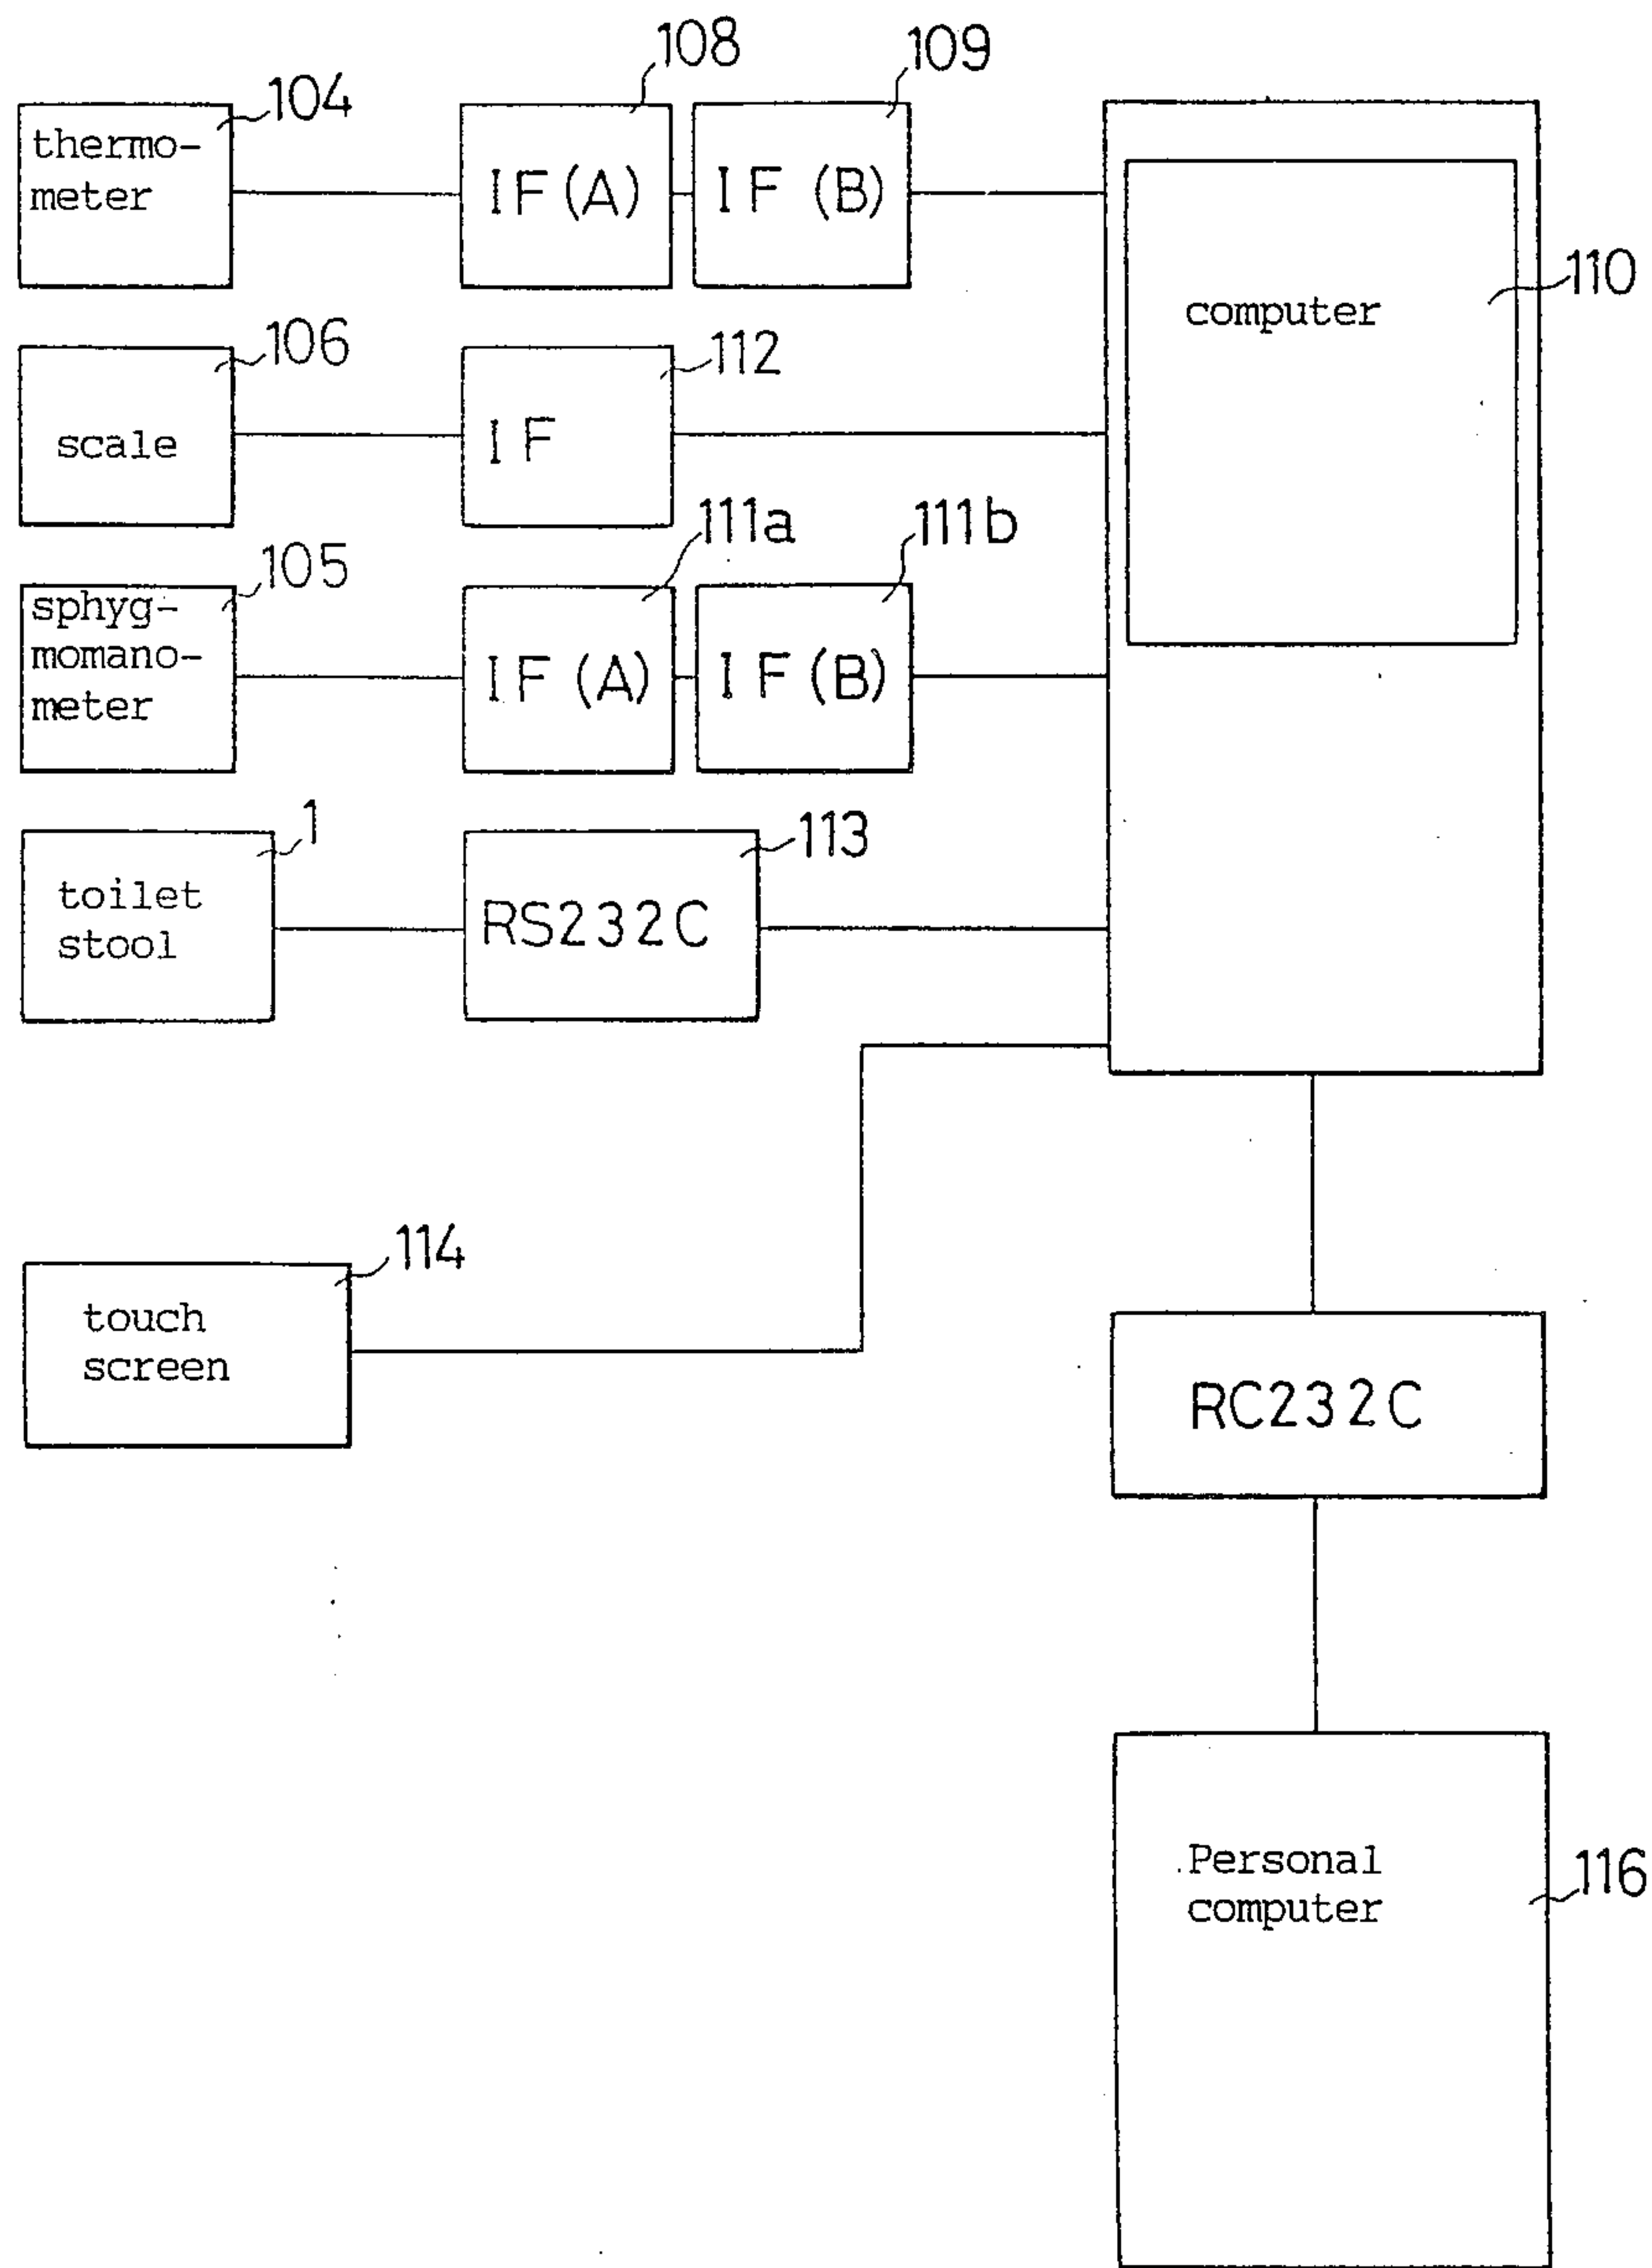 108
109
104
thermo-
meter
IF(A)
IF (B)
computer
110
106
scale
112
IF
105
sphyg-
momano-
meter
111a
IF (A)
111b
IF (B)
1
toilet
stool
113
RS232C
114
touch
screen
RC232C
Personal
computer
116